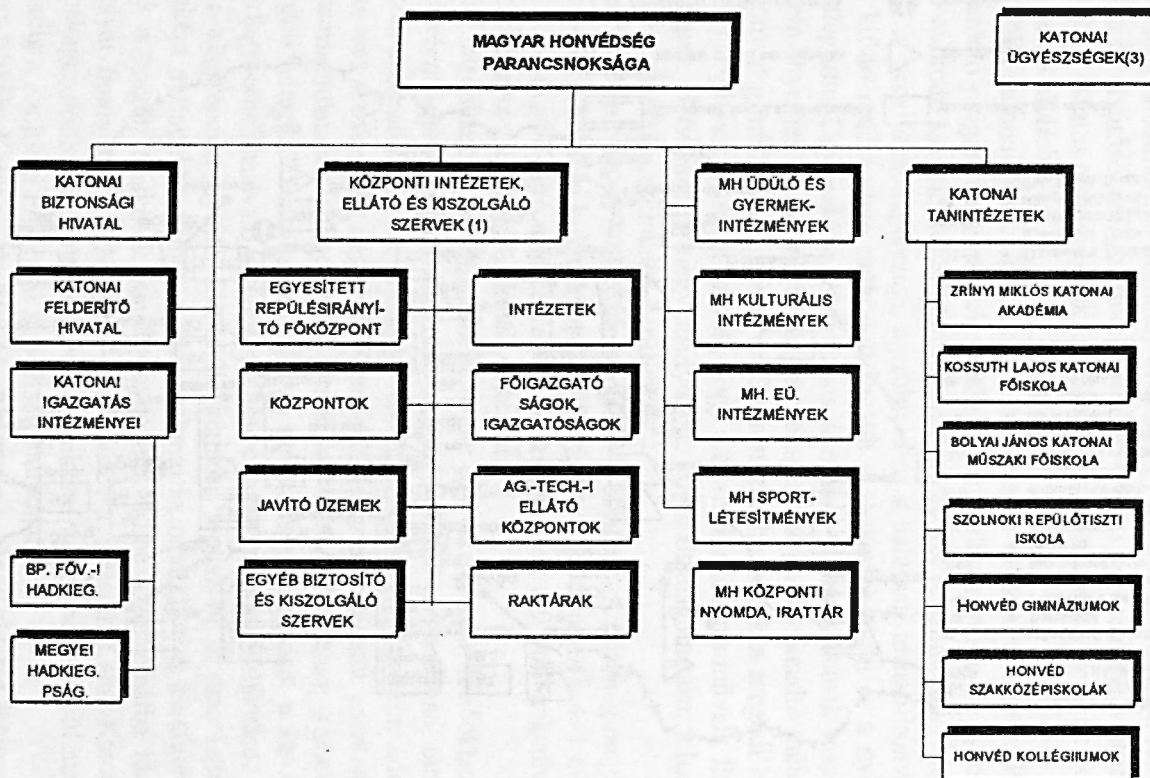 MAGYAR HONVÉDSÉG
PARANCSNOKSÁGA
KATONAI
ÜGYÉSZSÉGEK(3)
KATONAI
BIZTONSÁGI
HIVATAL
KÖZPONTI INTÉZETEK,
ELLÁTÓ ÉS KISZOLGÁLÓ
SZERVEK (1)
MH ÜDÜLŐ ÉS
GYERMEK-
INTÉZMÉNYEK
KATONAI
TANINTÉZETEK
KATONAI
FELDERÍTŐ
HIVATAL
EGYESÍTETT
REPÜLÉSIRÁNYÍ-
TÓ FŐKÖZPONT
INTÉZETEK
MH KULTURÁLIS
INTÉZMÉNYEK
ZRÍNYI MIKLÓS KATONAI
AKADÉMIA
KATONAI
IGAZGATÁS
INTÉZMÉNYEI
KÖZPONTOK
FŐIGAZGATÓ
SÁGOK,
IGAZGATÓSÁGOK
MH. EÜ.
INTÉZMÉNYEK
KOSSUTH LAJOS KATONAI
FŐISKOLA
BOLYAI JÁNOS KATONAI
MŰSZAKI FŐISKOLA
JAVÍTÓ ÜZEMEK
AG.-TECH.-I
ELLÁTÓ
KÖZPONTOK
MH SPORT-
LÉTESÍTMÉNYEK
SZOLNOKI REPÜLŐTISZTI
ISKOLA
BP. FŐV.-I
HADKIEG.
EGYÉB BIZTOSÍTÓ
ÉS KISZOLGÁLÓ
SZERVEK
RAKTÁRAK
MH KÖZPONTI
NYOMDA, IRATTÁR
HONVÉD GIMNÁZIUMOK
MEGYEI
HADKIEG.
PSÁG.
HONVÉD
SZAKKÖZÉPISKOLÁK
HONVÉD KOLLÉGIUMOK